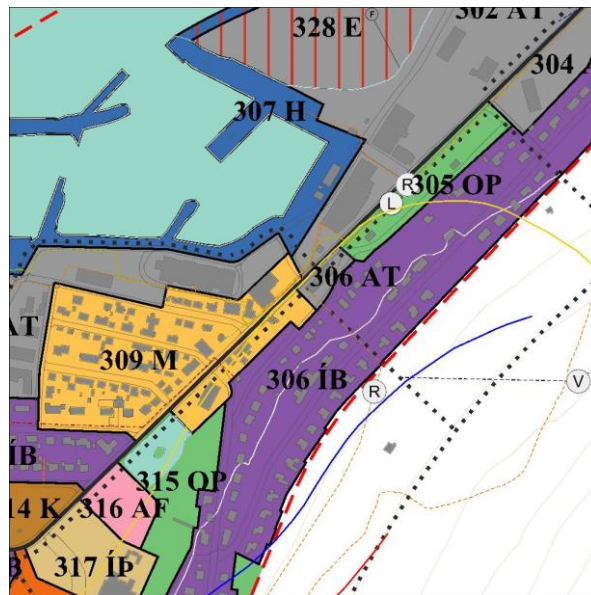 302 AT
328 E
F
304
307 H
R
305 OP
L
306 AT
AT
309 M
306 ÍB
R
V
ÍB
315 OP
14 K
316 AF
317 ÍÞ